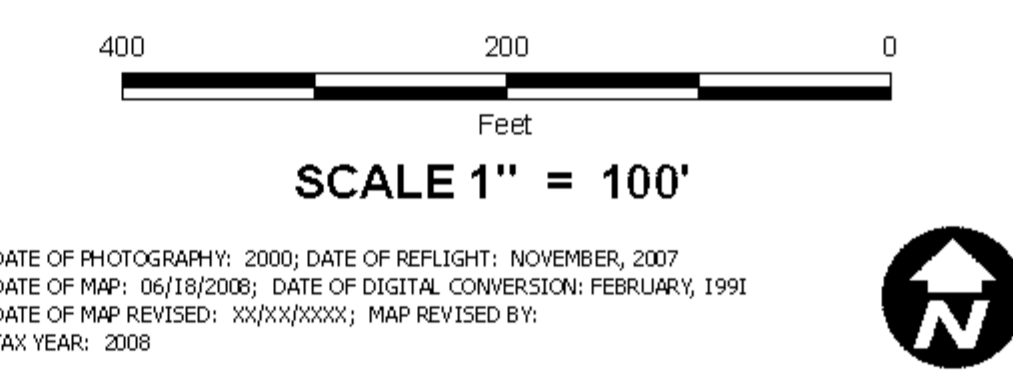 400 200 0
Feet
SCALE 1" = 100'
DATE OF PHOTOGRAPHY: 2000; DATE OF REFLIGHT: NOVEMBER, 2007
DATE OF MAP: 06/18/2008; DATE OF DIGITAL CONVERSION: FEBRUARY, 1991
DATE OF MAP REVISED: XX/XX/XXXX; MAP REVISED BY:
TAX YEAR: 2008
N